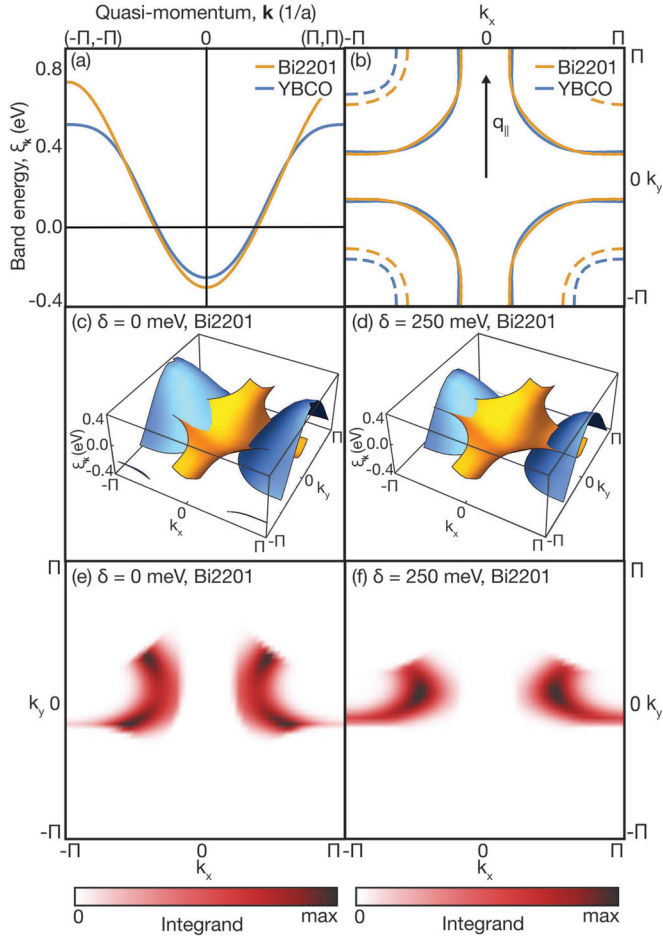 Quasi-momentum, k (1/a)
(-Π,-Π) 0 (Π,Π)
k_x
-Π 0 Π
(a)
Bi2201
YBCO
Band energy, ξ_k (eV)
0.8
0.4
0.0
-0.4
(b)
Bi2201
YBCO
q_||
Π
0 k_y
-Π
(c) δ = 0 meV, Bi2201
ξ_k (eV)
0.4
0.0
-0.4
-Π
0
k_x
Π
-Π
0
k_y
Π
(d) δ = 250 meV, Bi2201
ξ_k (eV)
0.4
0.0
-0.4
-Π
0
k_x
Π
-Π
0
k_y
Π
(e) δ = 0 meV, Bi2201
Π
k_y 0
-Π
-Π 0 Π
k_x
(f) δ = 250 meV, Bi2201
Π
0 k_y
-Π
-Π 0 Π
k_x
0 Integrand max
0 Integrand max